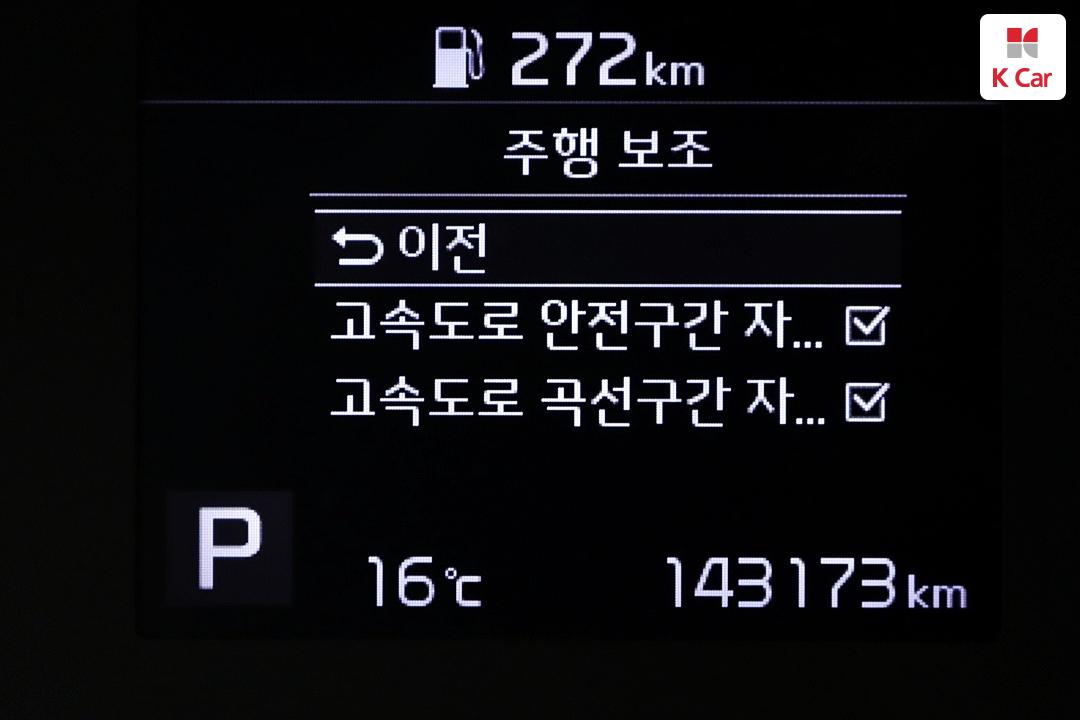 272km
K Car
주행 보조
이전
고속도로 안전구간 자...
고속도로 곡선구간 자...
P
16℃
143173km